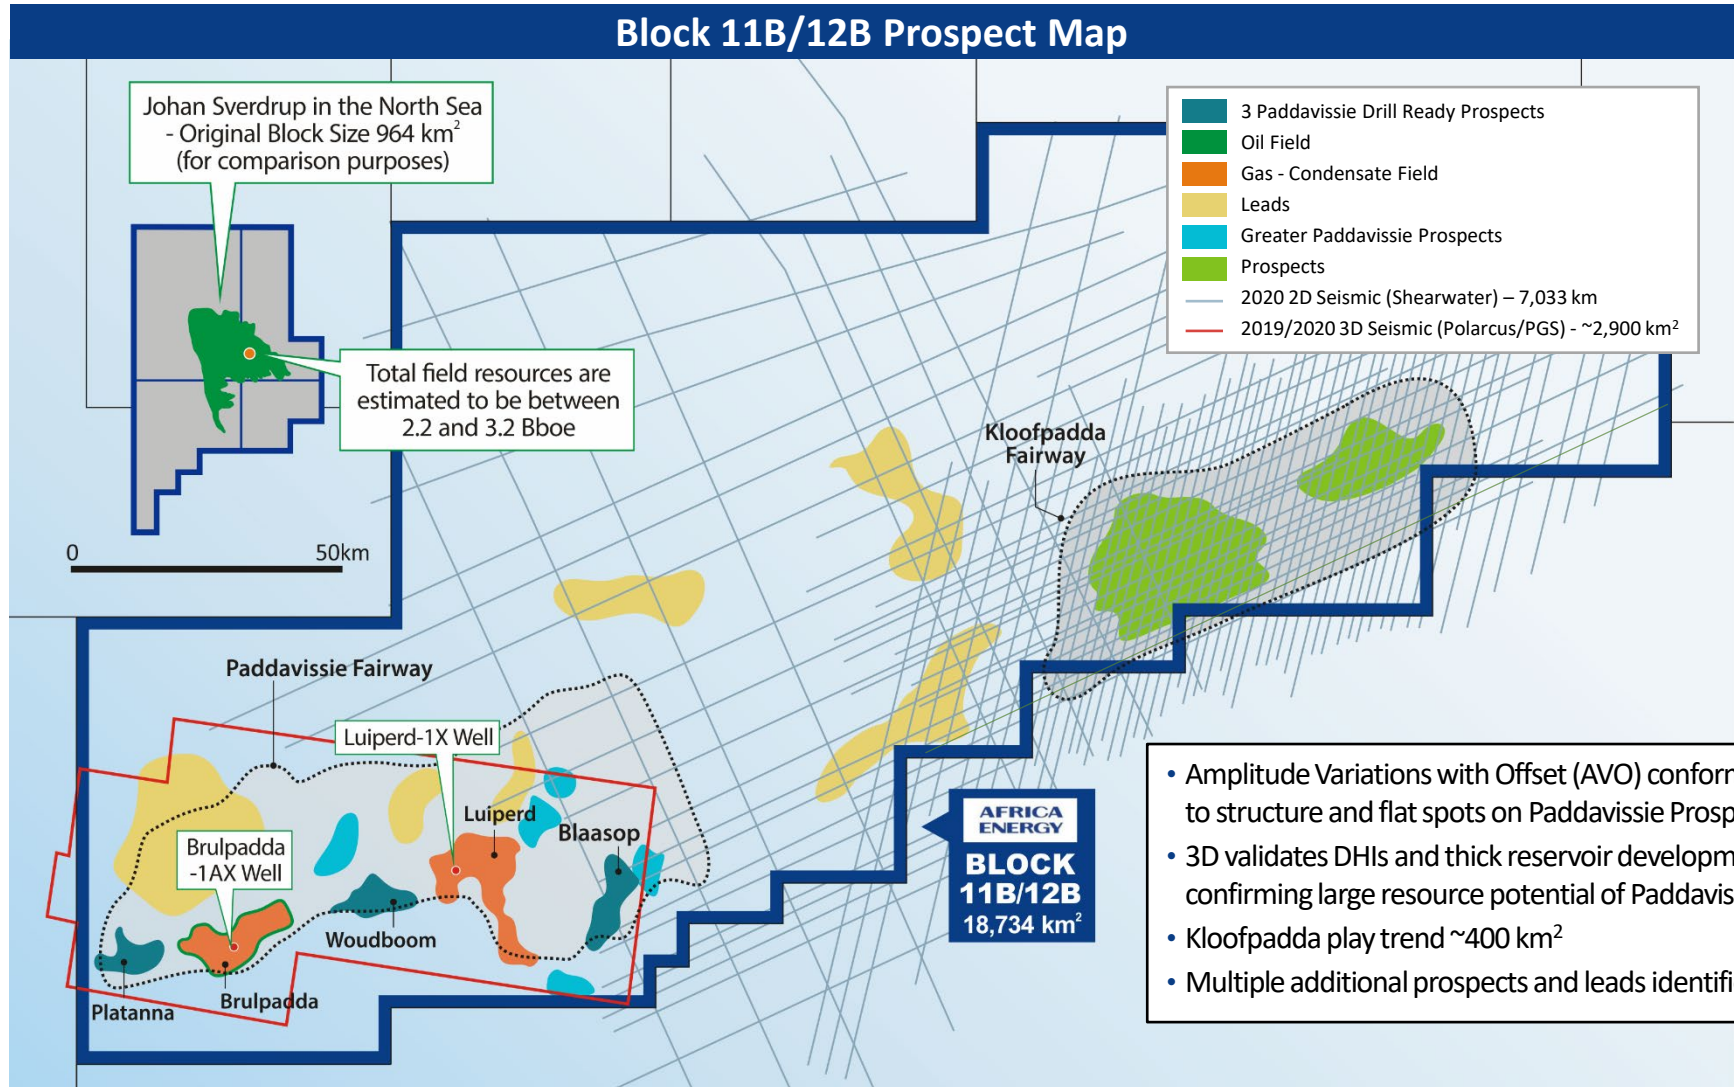 Block 11B/12B Prospect Map
Johan Sverdrup in the North Sea
- Original Block Size 964 km²
(for comparison purposes)
3 Paddavissie Drill Ready Prospects
Oil Field
Gas - Condensate Field
Leads
Greater Paddavissie Prospects
Prospects
2020 2D Seismic (Shearwater) – 7,033 km
2019/2020 3D Seismic (Polarcus/PGS) - ~2,900 km²
Total field resources are
estimated to be between
2.2 and 3.2 Bboe
0 50km
Kloofpadda
Fairway
Paddavissie Fairway
Luiperd-1X Well
Luiperd
Blaasop
Brulpadda
-1AX Well
Woudboom
Brulpadda
Platanna
AFRICA
ENERGY
BLOCK
11B/12B
18,734 km²
• Amplitude Variations with Offset (AVO)
to structure and flat spots on Paddavissie
• 3D validates DHIs and thick reservoir
confirming large resource potential of
• Kloofpadda play trend ~400 km²
• Multiple additional prospects and leads